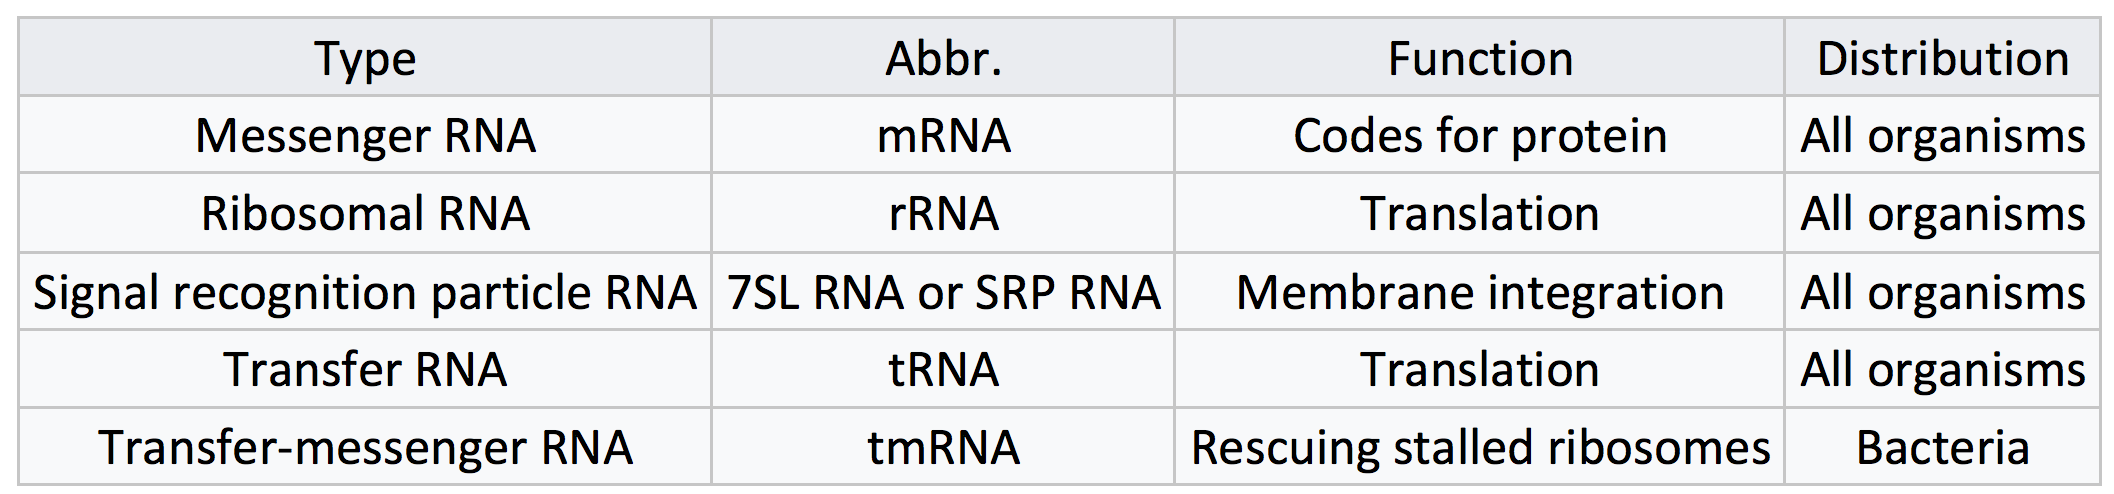 Type Abbr. Function Distribution
Messenger RNA mRNA Codes for protein All organisms
Ribosomal RNA rRNA Translation All organisms
Signal recognition particle RNA 7SL RNA or SRP RNA Membrane integration All organisms
Transfer RNA tRNA Translation All organisms
Transfer-messenger RNA tmRNA Rescuing stalled ribosomes Bacteria